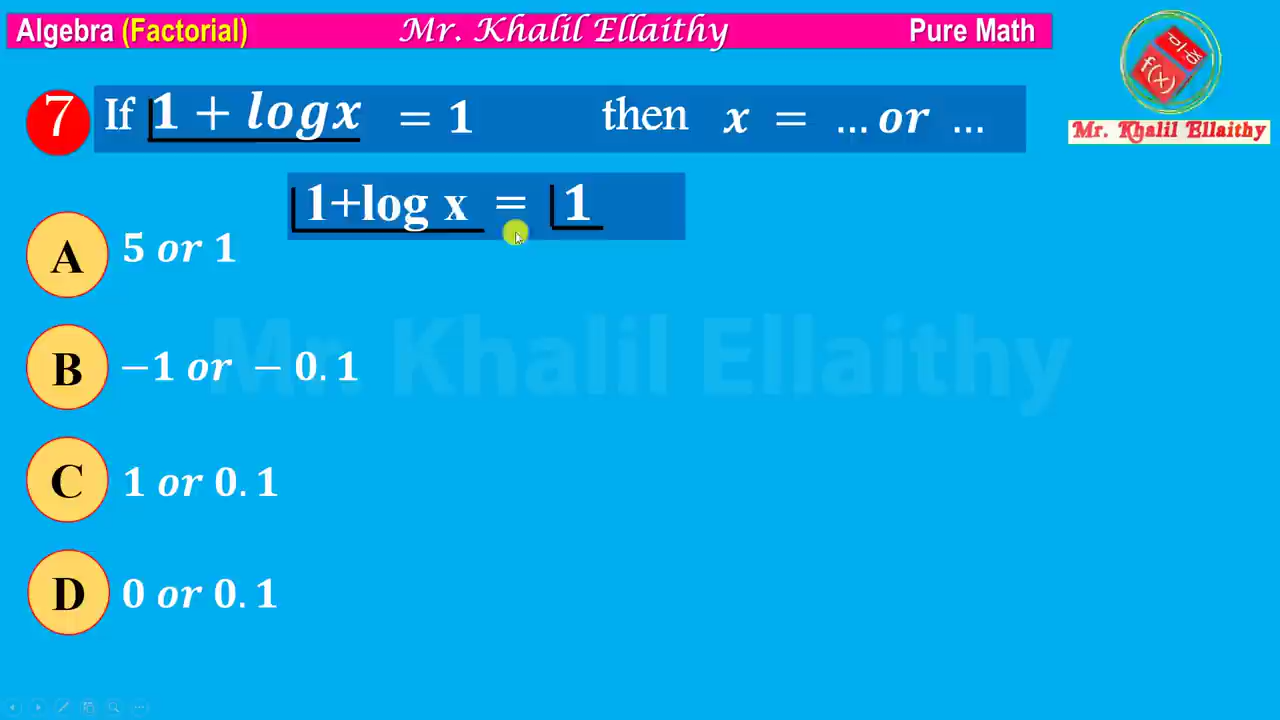 Algebra (Factorial) Mr. Khalil Ellaithy Pure Math
7 If 1 + logx = 1 then x = ... or ...
f(x)
Mr. Khalil Ellaithy
1+log x = 1
A 5 or 1
B −1 or − 0.1
C 1 or 0.1
D 0 or 0.1
Mr. Khalil Ellaithy